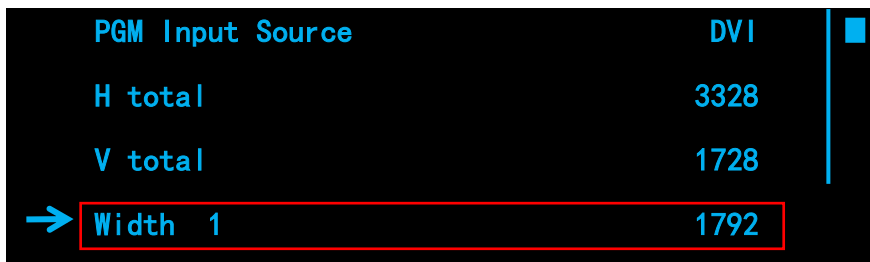 PGM Input Source DVI
H total 3328
V total 1728
Width 1 1792